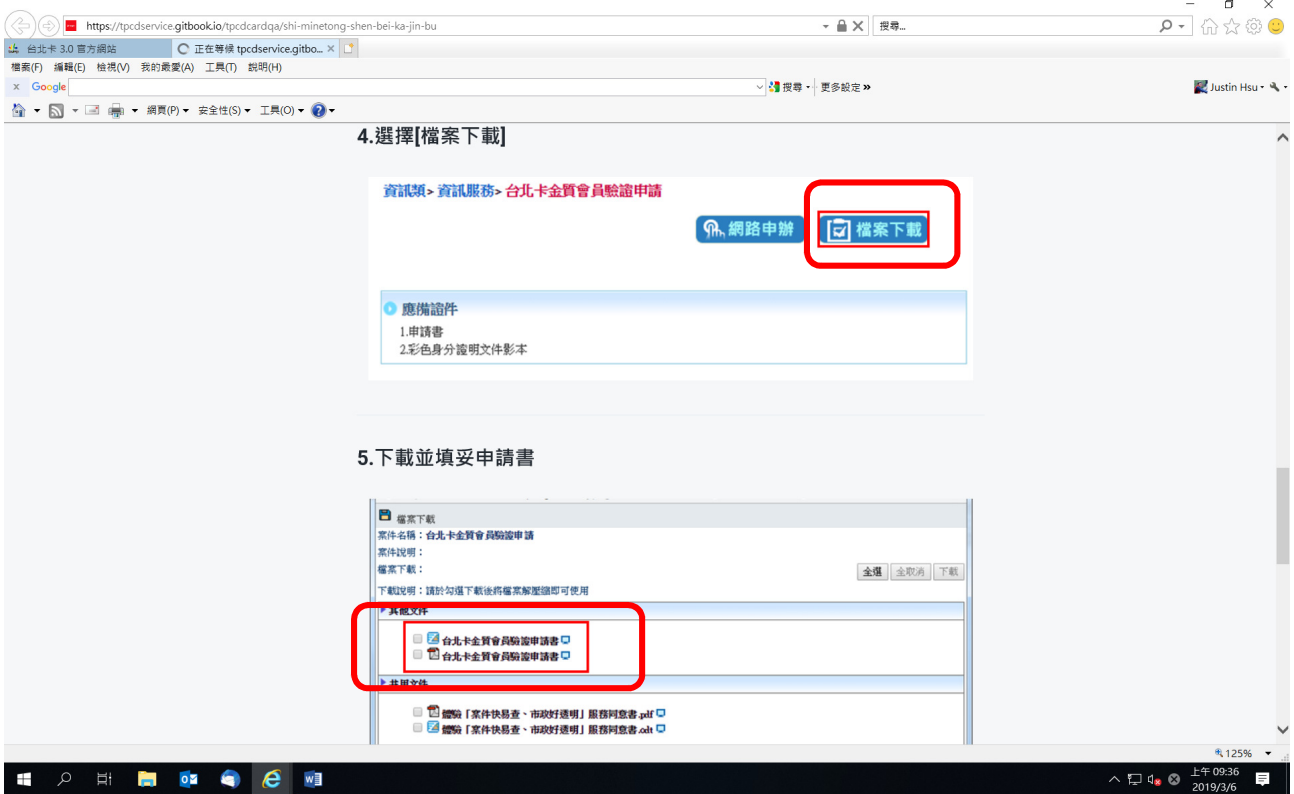 https://tpcdservice.gitbook.io/tpcdcardqa/shi-minetong-shen-bei-ka-jin-bu
搜尋...
台北卡 3.0 官方網站
正在等候 tpcdservice.gitbo...
檔案(F) 編輯(E) 檢視(V) 我的最愛(A) 工具(T) 說明(H)
x Google 搜尋 更多設定 » Justin Hsu
網頁(P) 安全性(S) 工具(O)
4.選擇[檔案下載]
資訊類> 資訊服務> 台北卡金質會員驗證申請
網路申辦 檔案下載
應備證件
1.申請書
2.彩色身分證明文件影本
5.下載並填妥申請書
檔案下載
案件名稱：台北卡金質會員驗證申請
案件說明：
檔案下載： 全選 全取消 下載
下載說明：請於勾選下載後將檔案解壓縮即可使用
其他文件
台北卡金質會員驗證申請書
台北卡金質會員驗證申請書
共用文件
體驗「案件快易查、市政好透明」服務同意書.pdf
體驗「案件快易查、市政好透明」服務同意書.odt
125%
上午 09:36
2019/3/6